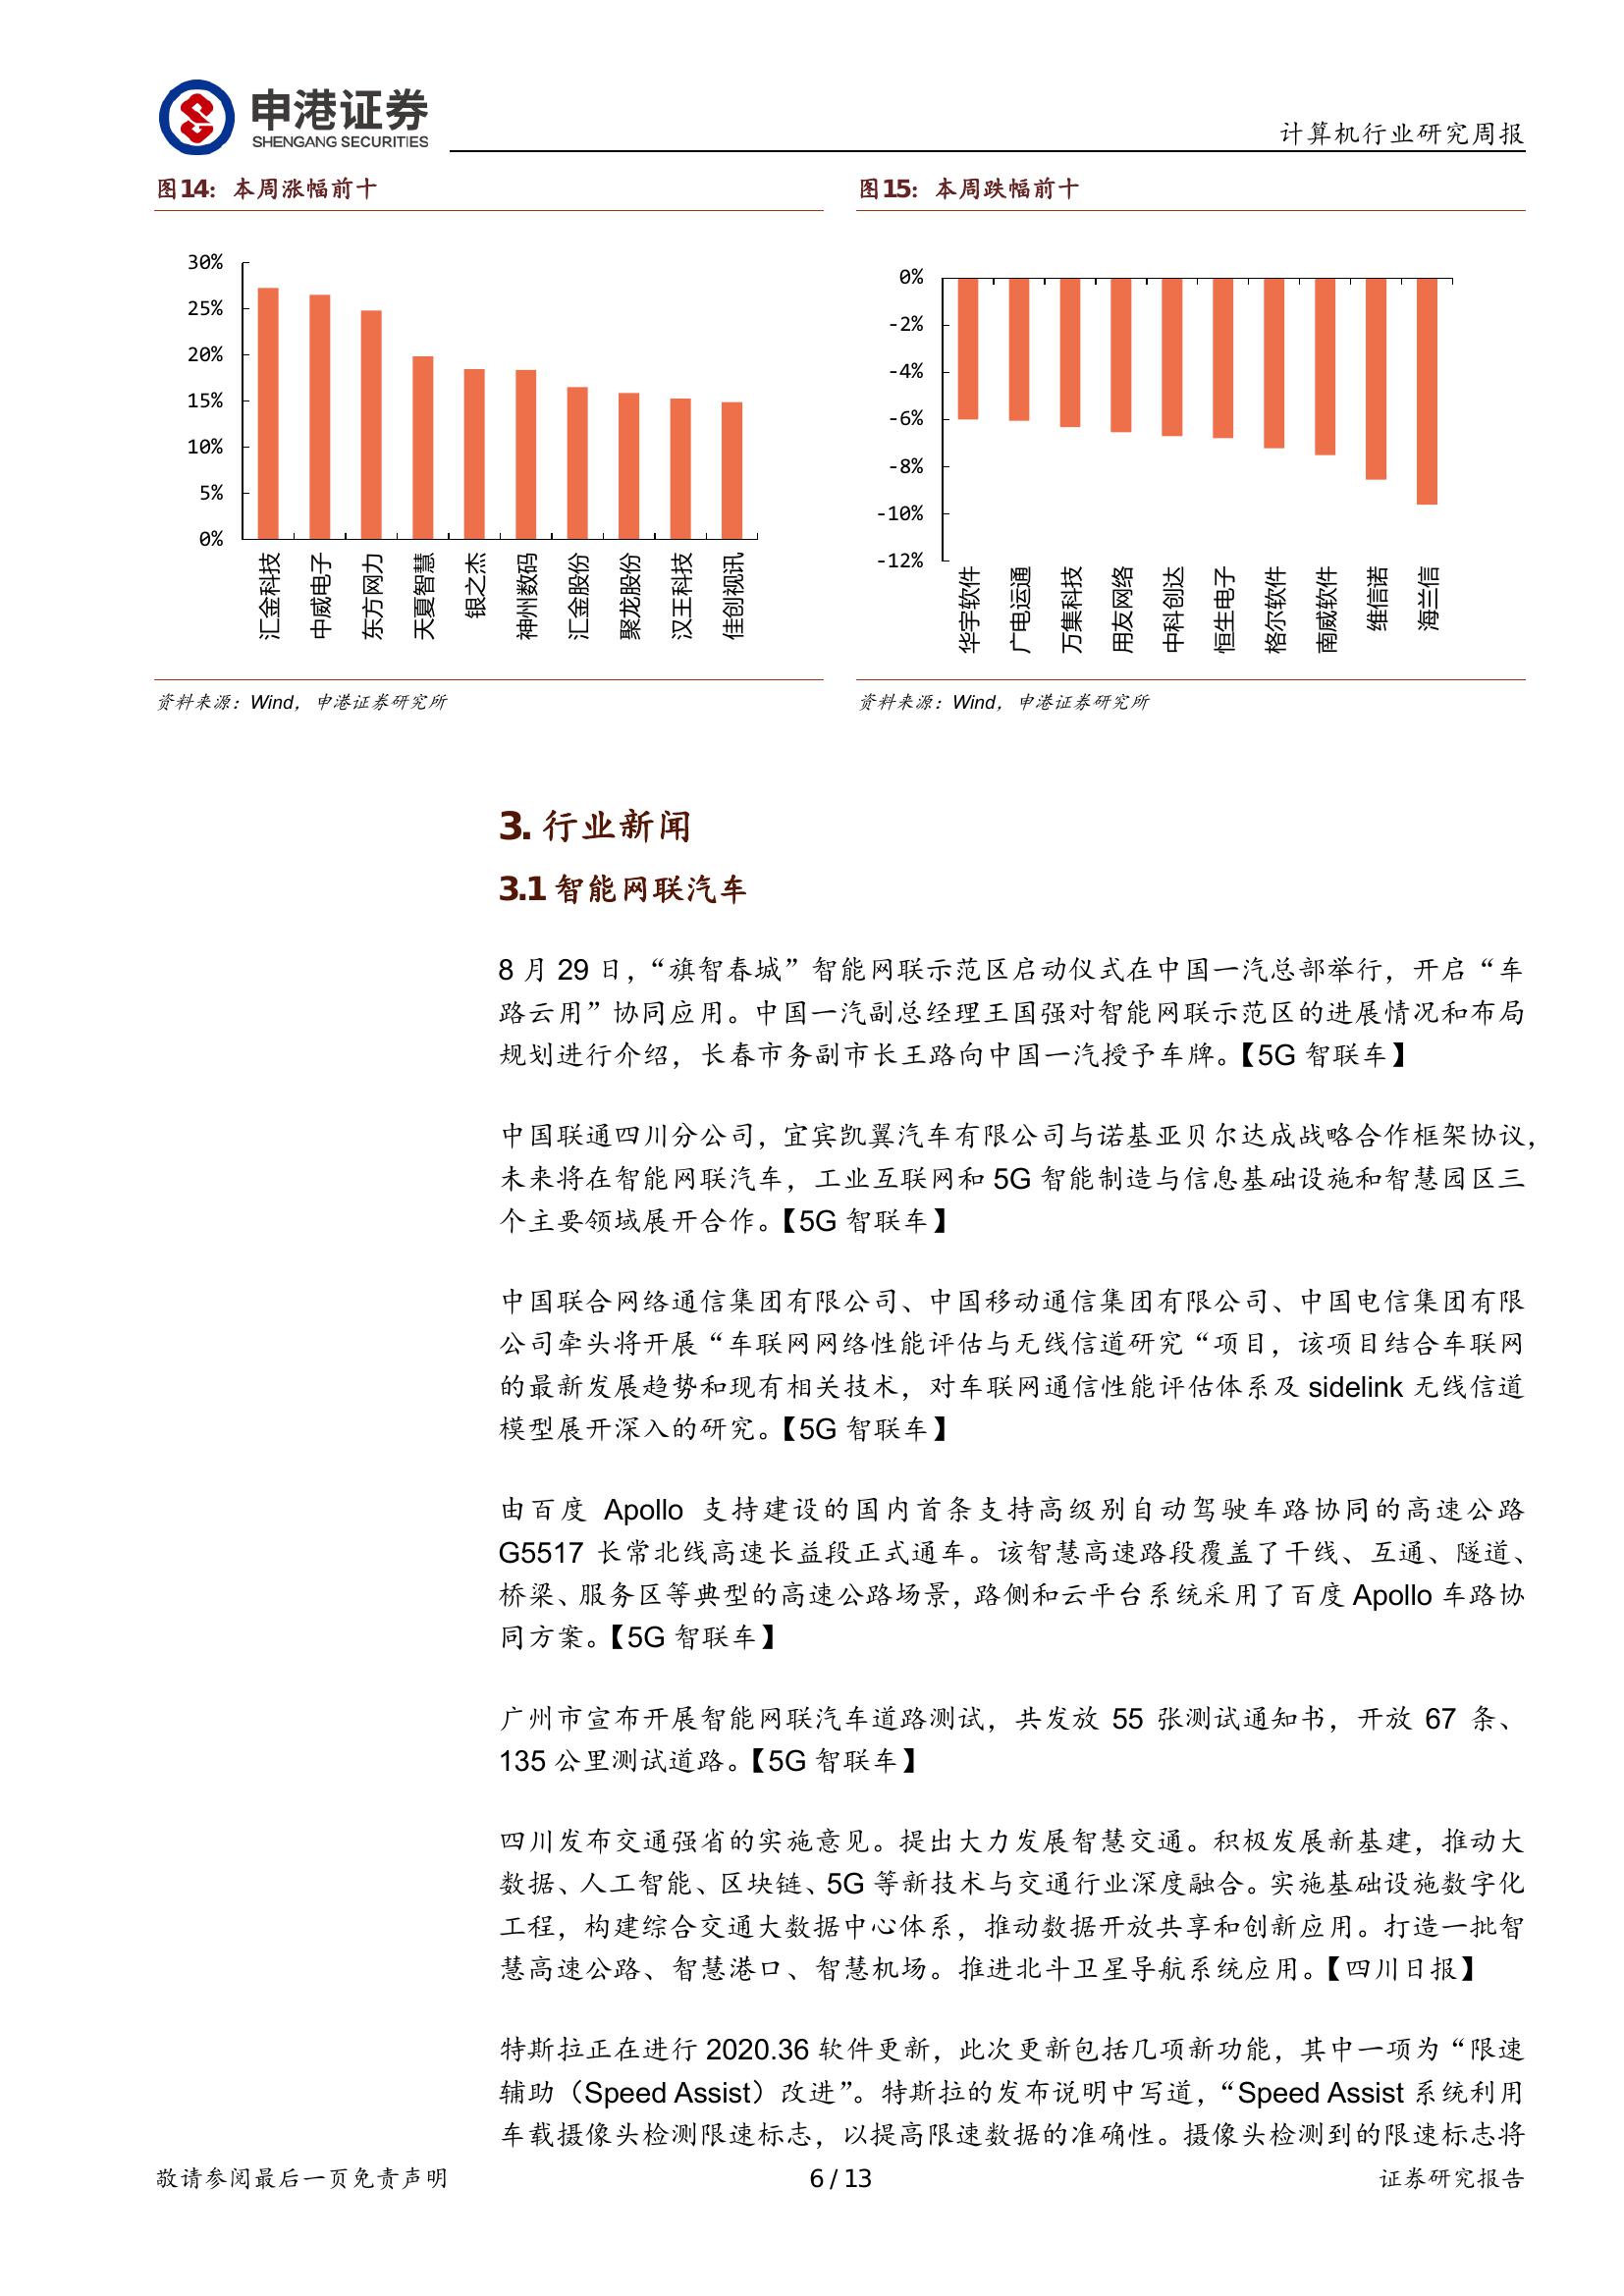 申港证券
SHENGANG SECURITIES
计算机行业研究周报
图14：本周涨幅前十
30%
25%
20%
15%
10%
5%
0%
汇金科技
中威电子
东方网力
天夏智慧
银之杰
神州数码
汇金股份
聚龙股份
汉王科技
佳创视讯
资料来源：Wind，申港证券研究所
图15：本周跌幅前十
0%
-2%
-4%
-6%
-8%
-10%
-12%
华宇软件
广电运通
万集科技
用友网络
中科创达
恒生电子
格尔软件
南威软件
维信诺
海兰信
资料来源：Wind，申港证券研究所
3. 行业新闻
3.1 智能网联汽车
8 月 29 日，“旗智春城”智能网联示范区启动仪式在中国一汽总部举行，开启“车
路云用”协同应用。中国一汽副总经理王国强对智能网联示范区的进展情况和布局
规划进行介绍，长春市务副市长王路向中国一汽授予车牌。【5G 智联车】
中国联通四川分公司，宜宾凯翼汽车有限公司与诺基亚贝尔达成战略合作框架协议，
未来将在智能网联汽车，工业互联网和 5G 智能制造与信息基础设施和智慧园区三
个主要领域展开合作。【5G 智联车】
中国联合网络通信集团有限公司、中国移动通信集团有限公司、中国电信集团有限
公司牵头将开展“车联网网络性能评估与无线信道研究“项目，该项目结合车联网
的最新发展趋势和现有相关技术，对车联网通信性能评估体系及 sidelink 无线信道
模型展开深入的研究。【5G 智联车】
由百度 Apollo 支持建设的国内首条支持高级别自动驾驶车路协同的高速公路
G5517 长常北线高速长益段正式通车。该智慧高速路段覆盖了干线、互通、隧道、
桥梁、服务区等典型的高速公路场景，路侧和云平台系统采用了百度 Apollo 车路协
同方案。【5G 智联车】
广州市宣布开展智能网联汽车道路测试，共发放 55 张测试通知书，开放 67 条、
135 公里测试道路。【5G 智联车】
四川发布交通强省的实施意见。提出大力发展智慧交通。积极发展新基建，推动大
数据、人工智能、区块链、5G 等新技术与交通行业深度融合。实施基础设施数字化
工程，构建综合交通大数据中心体系，推动数据开放共享和创新应用。打造一批智
慧高速公路、智慧港口、智慧机场。推进北斗卫星导航系统应用。【四川日报】
特斯拉正在进行 2020.36 软件更新，此次更新包括几项新功能，其中一项为“限速
辅助（Speed Assist）改进”。特斯拉的发布说明中写道，“Speed Assist 系统利用
车载摄像头检测限速标志，以提高限速数据的准确性。摄像头检测到的限速标志将
敬请参阅最后一页免责声明
6 / 13
证券研究报告